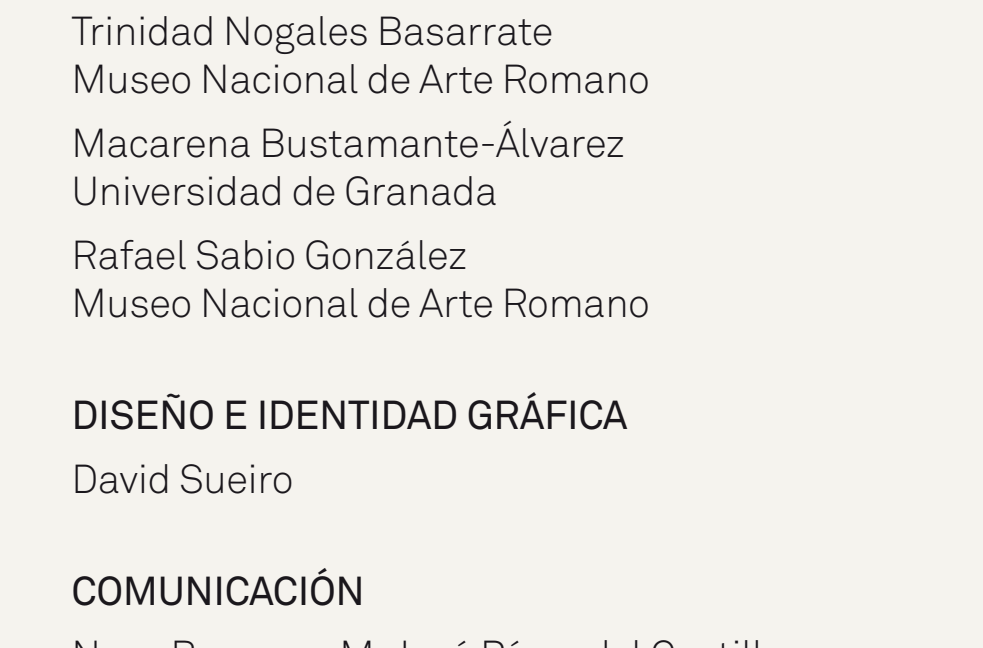 Trinidad Nogales Basarrate
Museo Nacional de Arte Romano
Macarena Bustamante-Álvarez
Universidad de Granada
Rafael Sabio González
Museo Nacional de Arte Romano
DISEÑO E IDENTIDAD GRÁFICA
David Sueiro
COMUNICACIÓN